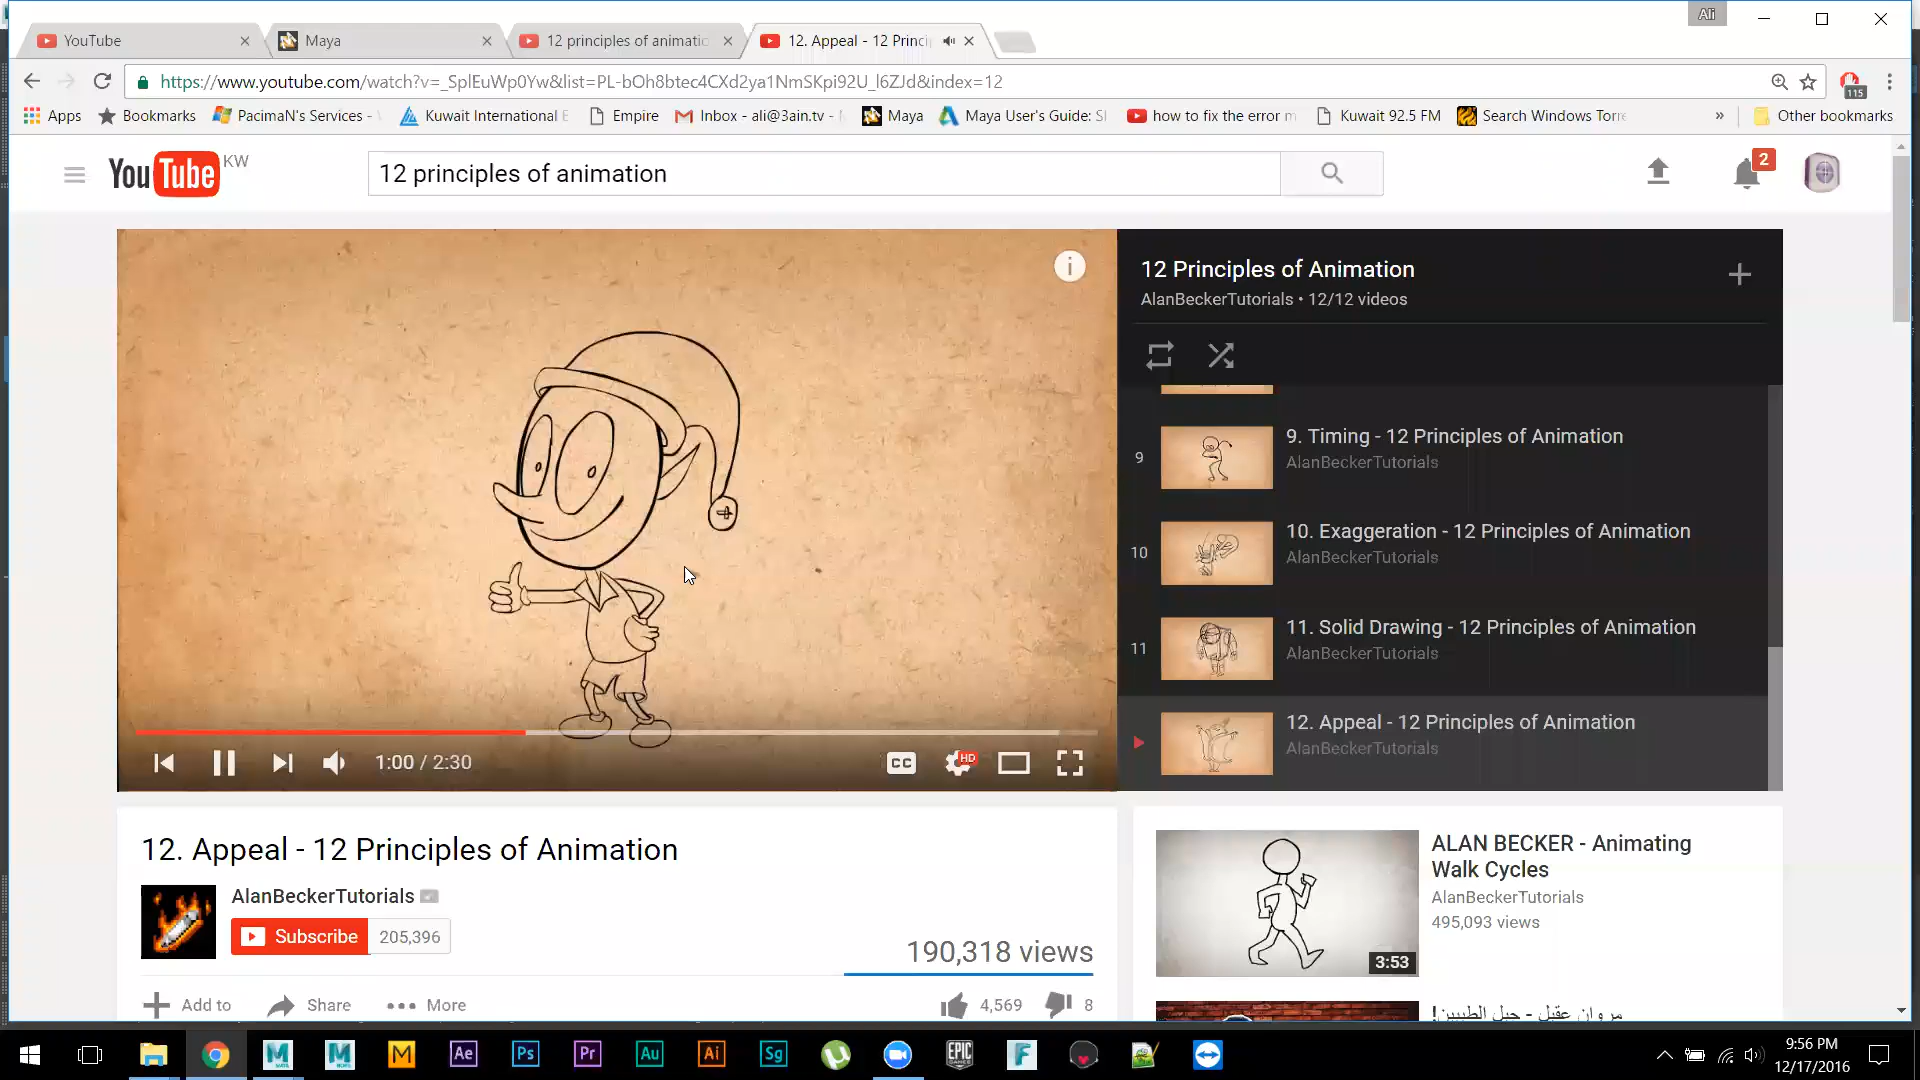 Ali
YouTube
Maya
12 principles of animatic
12. Appeal - 12 Princi
https://www.youtube.com/watch?v=_SplEuWp0Yw&list=PL-bOh8btec4CXd2ya1NmSKpi92U_l6ZJd&index=12
115
Apps
Bookmarks
PacimaN's Services -
Kuwait International
Empire
Inbox - ali@3ain.tv -
Maya
Maya User's Guide:
how to fix the error
Kuwait 92.5 FM
Search Windows
»
Other bookmarks
YouTube KW
12 principles of animation
2
i
12 Principles of Animation
AlanBeckerTutorials • 12/12 videos
9
9. Timing - 12 Principles of Animation
AlanBeckerTutorials
10
10. Exaggeration - 12 Principles of Animation
AlanBeckerTutorials
11
11. Solid Drawing - 12 Principles of Animation
AlanBeckerTutorials
12. Appeal - 12 Principles of Animation
AlanBeckerTutorials
1:00 / 2:30
CC
HD
12. Appeal - 12 Principles of Animation
AlanBeckerTutorials
Subscribe 205,396
190,318 views
Add to
Share
More
4,569
8
ALAN BECKER - Animating
Walk Cycles
AlanBeckerTutorials
495,093 views
3:53
مروان عقيل - جيل الطيبين!
M
M
M
Ae
Ps
Pr
Au
Ai
Sg
EPIC
F
9:56 PM
12/17/2016